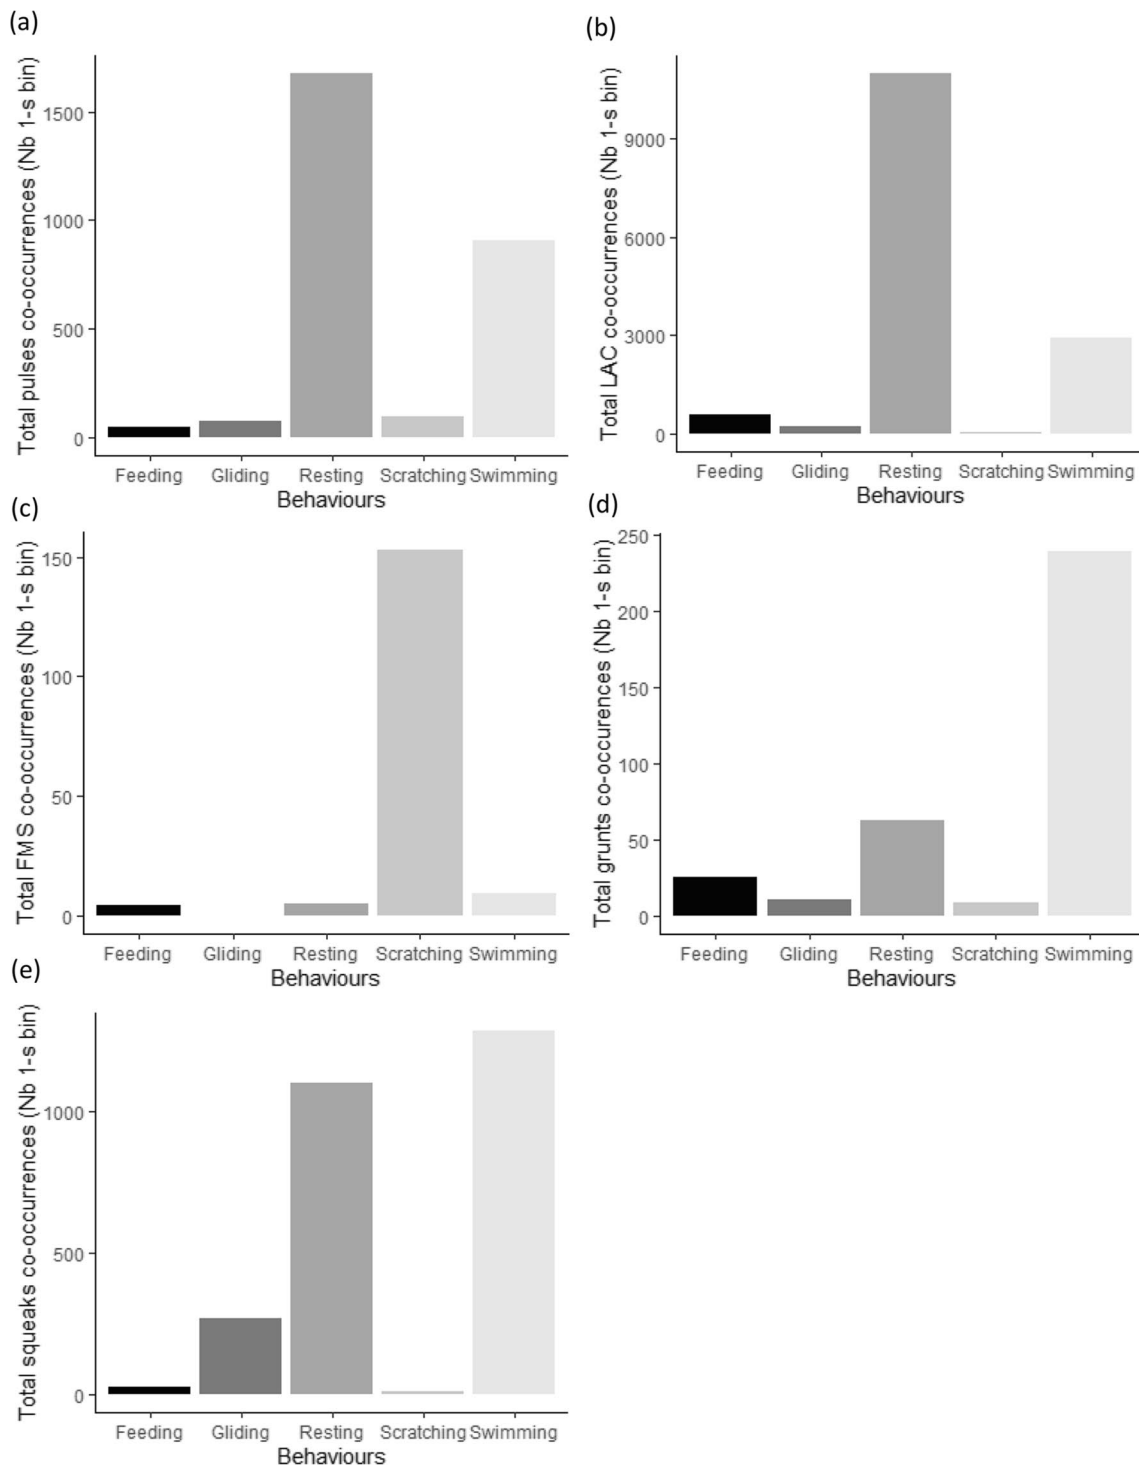 (a)
Total pulses co-occurrences (Nb 1-s bin)
1500
1000
500
0
Feeding Gliding Resting Scratching Swimming
Behaviours
(b)
Total LAC co-occurrences (Nb 1-s bin)
9000
6000
3000
0
Feeding Gliding Resting Scratching Swimming
Behaviours
(c)
Total FMS co-occurrences (Nb 1-s bin)
150
100
50
0
Feeding Gliding Resting Scratching Swimming
Behaviours
(d)
Total grunts co-occurences (Nb 1-s bin)
250
200
150
100
50
0
Feeding Gliding Resting Scratching Swimming
Behaviours
(e)
Total squeaks co-occurrences (Nb 1-s bin)
1000
500
0
Feeding Gliding Resting Scratching Swimming
Behaviours